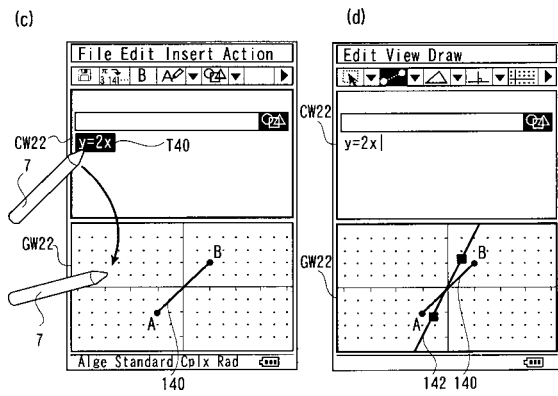 (c)
File Edit Insert Action
B
CW22
y=2x
T40
7
GW22
B
A
7
Alge Standard Cplx Rad
140
(d)
Edit View Draw
CW22
y=2x
GW22
B
A
142 140